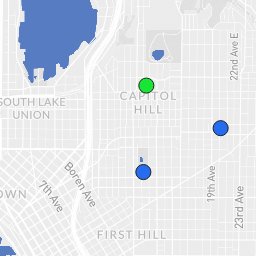 22nd Ave E
SOUTH LAKE
UNION
CAPITOL
HILL
Boren Ave
7th Ave
OWN
19th Ave
23rd Ave
FIRST HILL